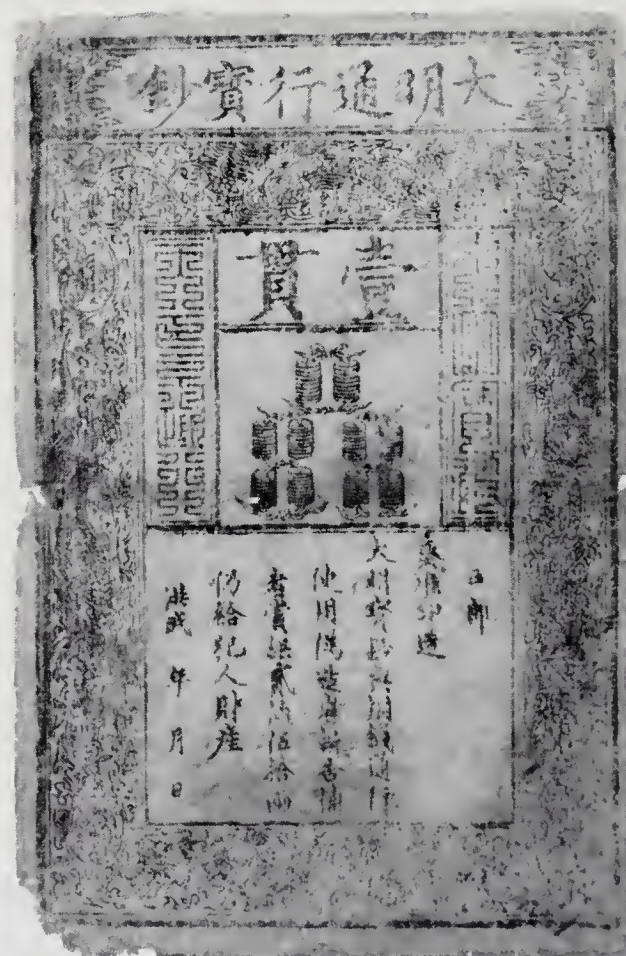 大明通行寶鈔
壹貫
戶部
奏准印造
大明寶鈔與銅錢通行
使用偽造者斬告捕
者賞銀貳伯伍拾兩
仍給犯人財產
洪武 年 月 日